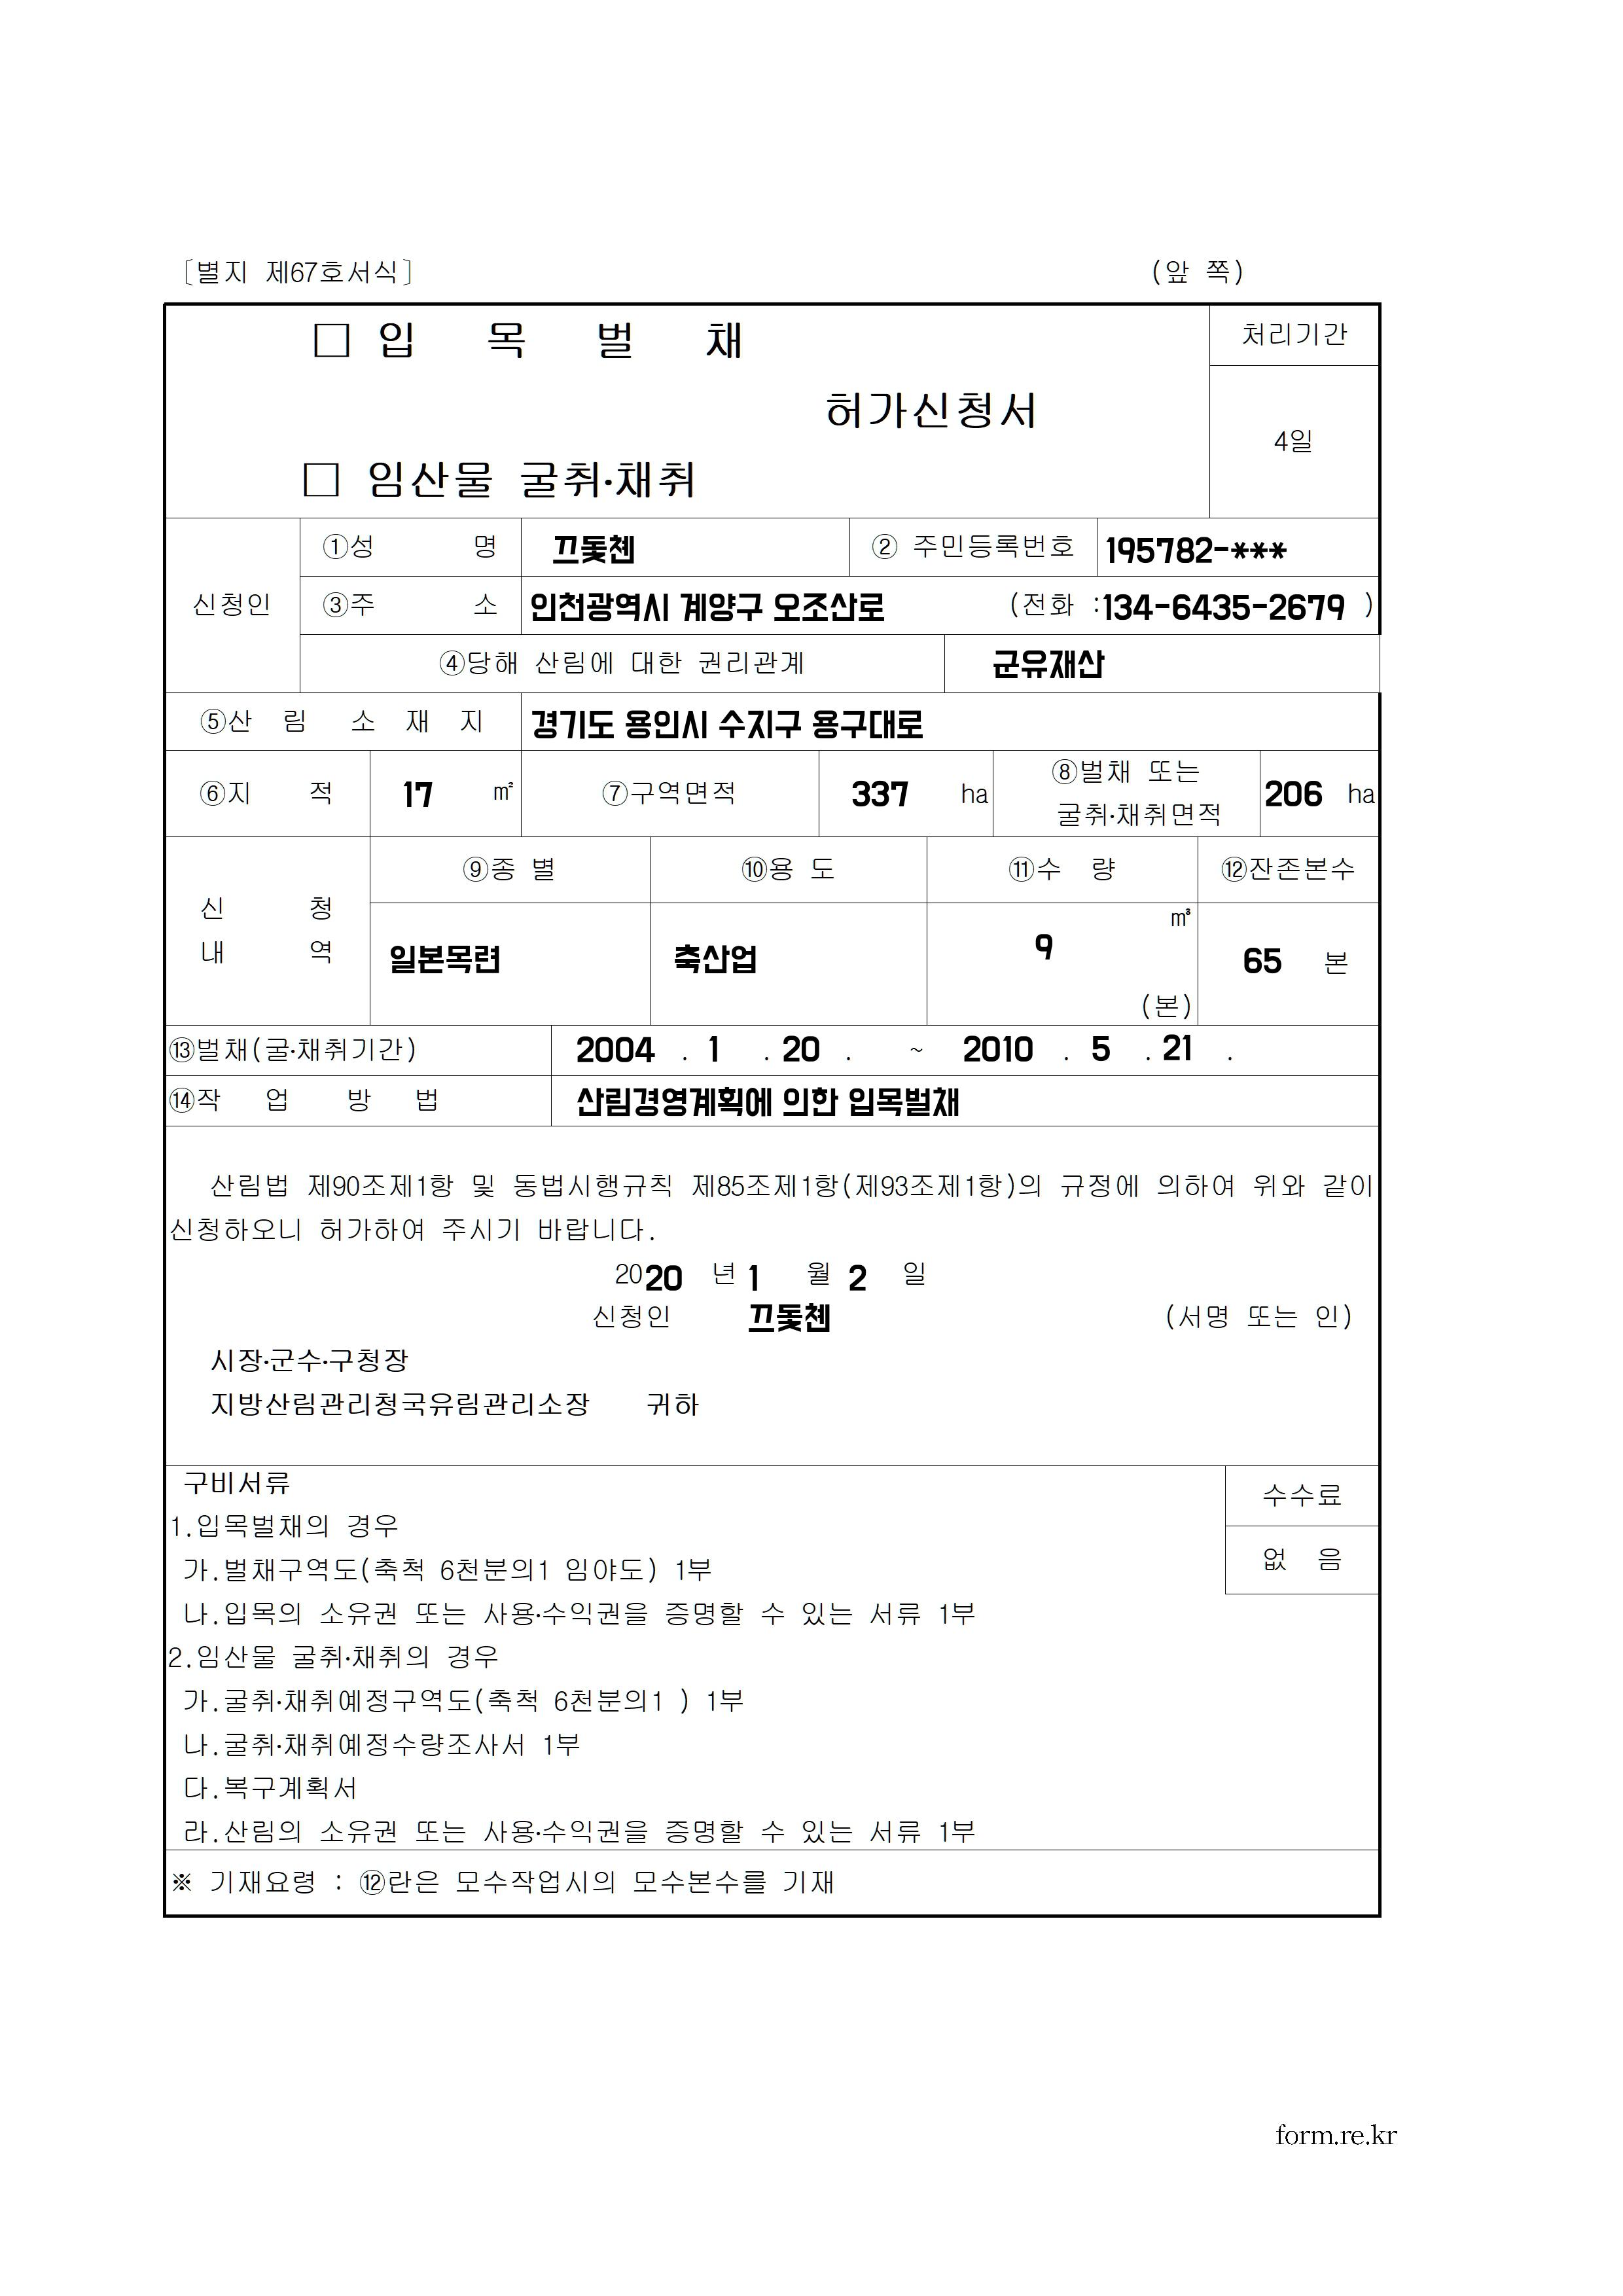 [별지 제67호서식] (앞 쪽)
□ 입 목 벌 채
처리기간
허가신청서
4일
□ 임산물 굴취·채취
신청인 ①성 명 끄돛첸 ② 주민등록번호 195782-***
③주 소 인천광역시 계양구 오조산로 (전화 :134-6435-2679 )
④당해 산림에 대한 권리관계 군유재산
⑤산 림 소 재 지 경기도 용인시 수지구 용구대로
⑥지 적 17 ㎡ ⑦구역면적 337 ha ⑧벌채 또는 굴취·채취면적 206 ha
신 청 내 역 ⑨종 별 ⑩용 도 ⑪수 량 ⑫잔존본수
일본목련 축산업 9 ㎥ (본) 65 본
⑬벌채(굴·채취기간) 2004 . 1 . 20 . ~ 2010 . 5 . 21 .
⑭작 업 방 법 산림경영계획에 의한 입목벌채
산림법 제90조제1항 및 동법시행규칙 제85조제1항(제93조제1항)의 규정에 의하여 위와 같이
신청하오니 허가하여 주시기 바랍니다.
2020 년 1 월 2 일
신청인 끄돛첸 (서명 또는 인)
시장·군수·구청장
지방산림관리청국유림관리소장 귀하
구비서류
수수료
1.입목벌채의 경우
없 음
가.벌채구역도(축척 6천분의1 임야도) 1부
나.입목의 소유권 또는 사용·수익권을 증명할 수 있는 서류 1부
2.임산물 굴취·채취의 경우
가.굴취·채취예정구역도(축척 6천분의1 ) 1부
나.굴취·채취예정수량조사서 1부
다.복구계획서
라.산림의 소유권 또는 사용·수익권을 증명할 수 있는 서류 1부
※ 기재요령 : ⑫란은 모수작업시의 모수본수를 기재
form.re.kr